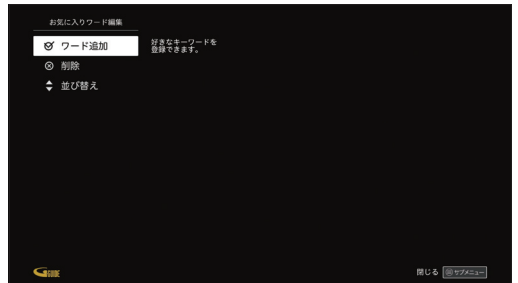 お気に入りワード編集
ワード追加
好きなキーワードを
登録できます。
削除
並び替え
GGUIDE
閉じる サブメニュー